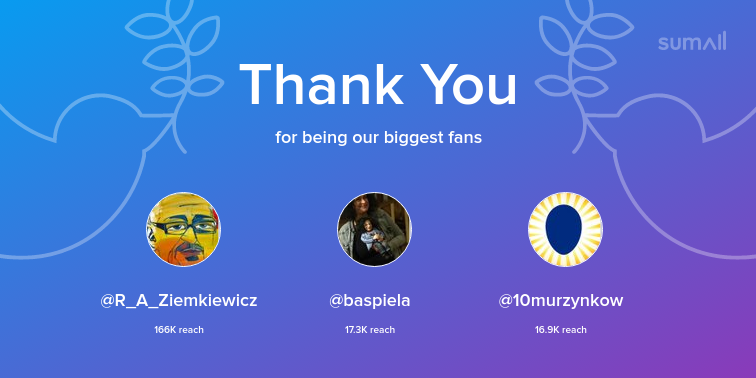 sumall
Thank You
for being our biggest fans
@R_A_Ziemkiewicz
@baspiela
@10murzynkow
166K reach
17.3K reach
16.9K reach